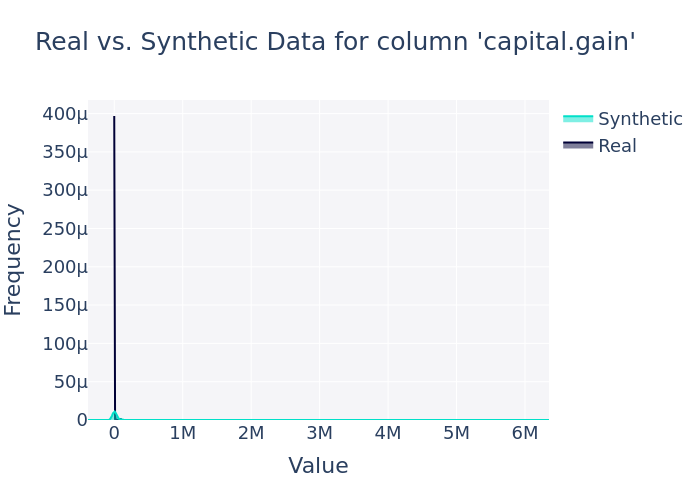 Real vs. Synthetic Data for column 'capital.gain'
Synthetic
Real
Frequency
400μ
350μ
300μ
250μ
200μ
150μ
100μ
50μ
0
0 1M 2M 3M 4M 5M 6M
Value